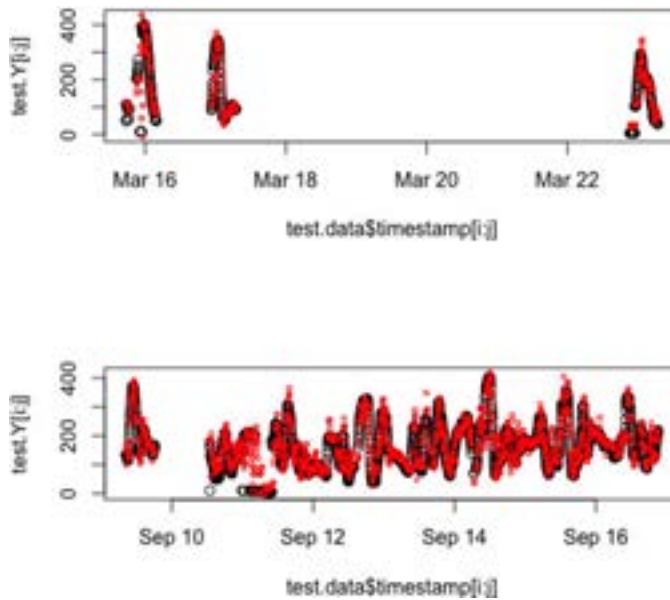 test.Y[i:j]
400
200
0
Mar 16
Mar 18
Mar 20
Mar 22
test.data$timestamp[i:j]
test.Y[i:j]
400
200
0
Sep 10
Sep 12
Sep 14
Sep 16
test.data$timestamp[i:j]